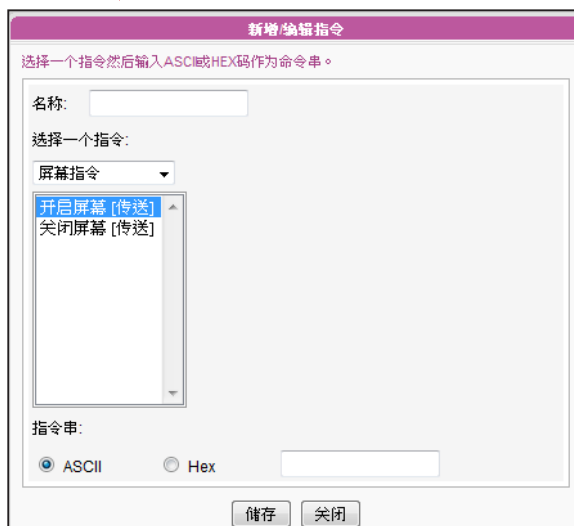 新增/编辑指令
选择一个指令然后输入ASCII或HEX码作为命令串。
名称:
选择一个指令:
屏幕指令
开启屏幕 [传送]
关闭屏幕 [传送]
指令串:
ASCII Hex
储存 关闭